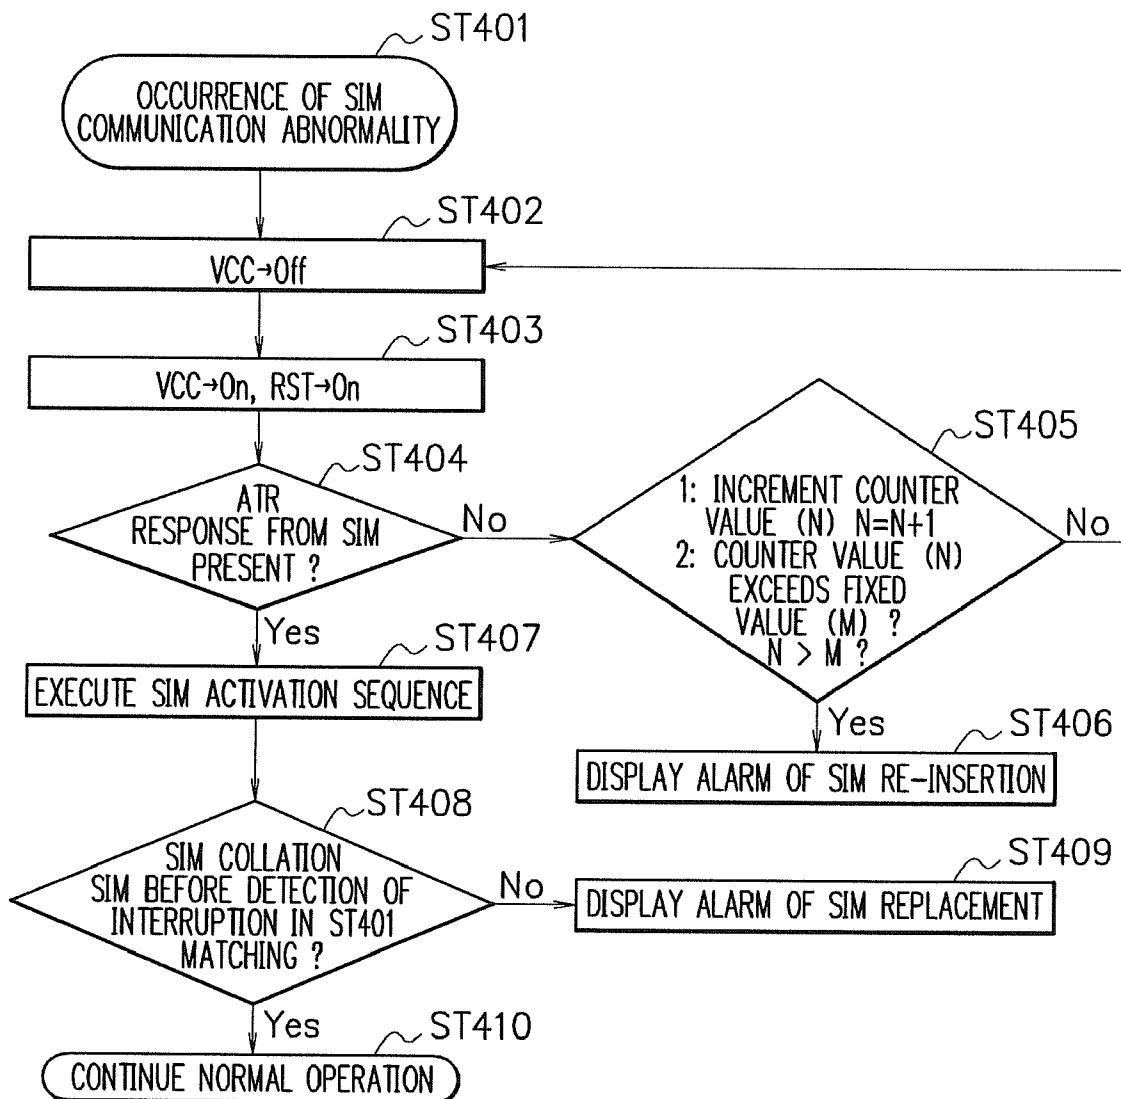 ST401
OCCURRENCE OF SIM
COMMUNICATION ABNORMALITY
ST402
VCC→Off
ST403
VCC→On, RST→On
ST404
ATR
RESPONSE FROM SIM
PRESENT ?
No
ST405
1: INCREMENT COUNTER
VALUE (N) N=N+1
2: COUNTER VALUE (N)
EXCEEDS FIXED
VALUE (M) ?
N > M ?
No
Yes
ST407
EXECUTE SIM ACTIVATION SEQUENCE
Yes
ST406
DISPLAY ALARM OF SIM RE-INSERTION
ST408
SIM COLLATION
SIM BEFORE DETECTION OF
INTERRUPTION IN ST401
MATCHING ?
No
ST409
DISPLAY ALARM OF SIM REPLACEMENT
Yes
ST410
CONTINUE NORMAL OPERATION